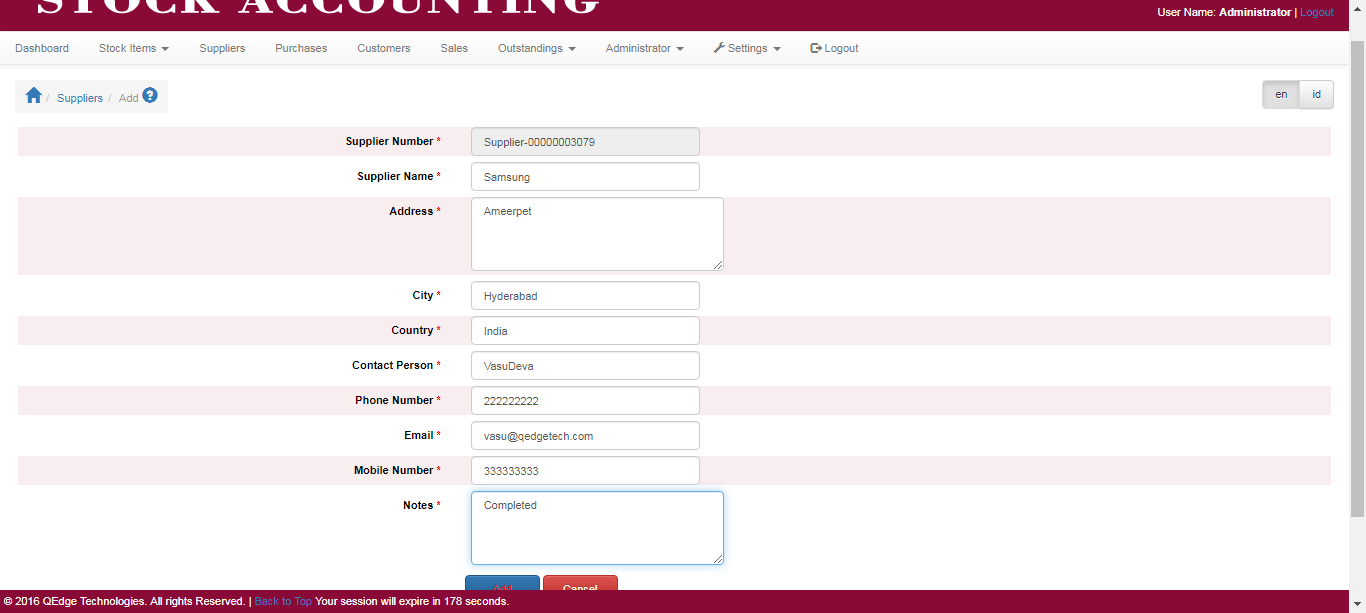 STOCK ACCOUNTING
User Name: Administrator | Logout
Dashboard Stock Items Suppliers Purchases Customers Sales Outstandings Administrator Settings Logout
/ Suppliers / Add ?
en id
Supplier Number * Supplier-00000003079
Supplier Name * Samsung
Address * Ameerpet
City * Hyderabad
Country * India
Contact Person * VasuDeva
Phone Number * 222222222
Email * vasu@qedgetech.com
Mobile Number * 333333333
Notes * Completed
Add Cancel
© 2016 QEdge Technologies. All rights Reserved. | Back to Top Your session will expire in 178 seconds.